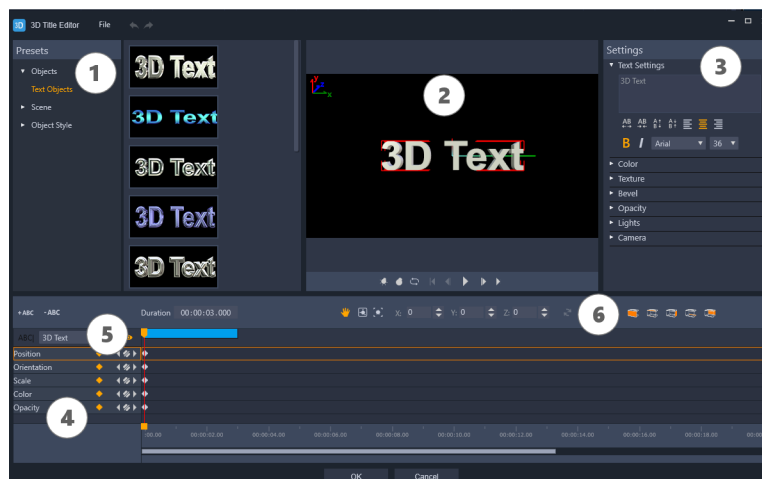 3D 3D Title Editor File
Presets
Objects
Text Objects
Scene
Object Style
1
3D Text
3D Text
3D Text
3D Text
3D Text
Y
X
2
3D Text
Settings
Text Settings
3
3D Text
AB AB A B A B
B I Arial 36
Color
Texture
Bevel
Opacity
Lights
Camera
+ABC -ABC Duration 00:00:03.000 X: 0 Y: 0 Z: 0 6
ABC 3D Text 5
Position
Orientation
Scale
Color
Opacity
4
:00.00 00:00:02.00 00:00:04.00 00:00:06.00 00:00:08.00 00:00:10.00 00:00:12.00 00:00:14.00 00:00:16.00 00:00:18.00
OK Cancel